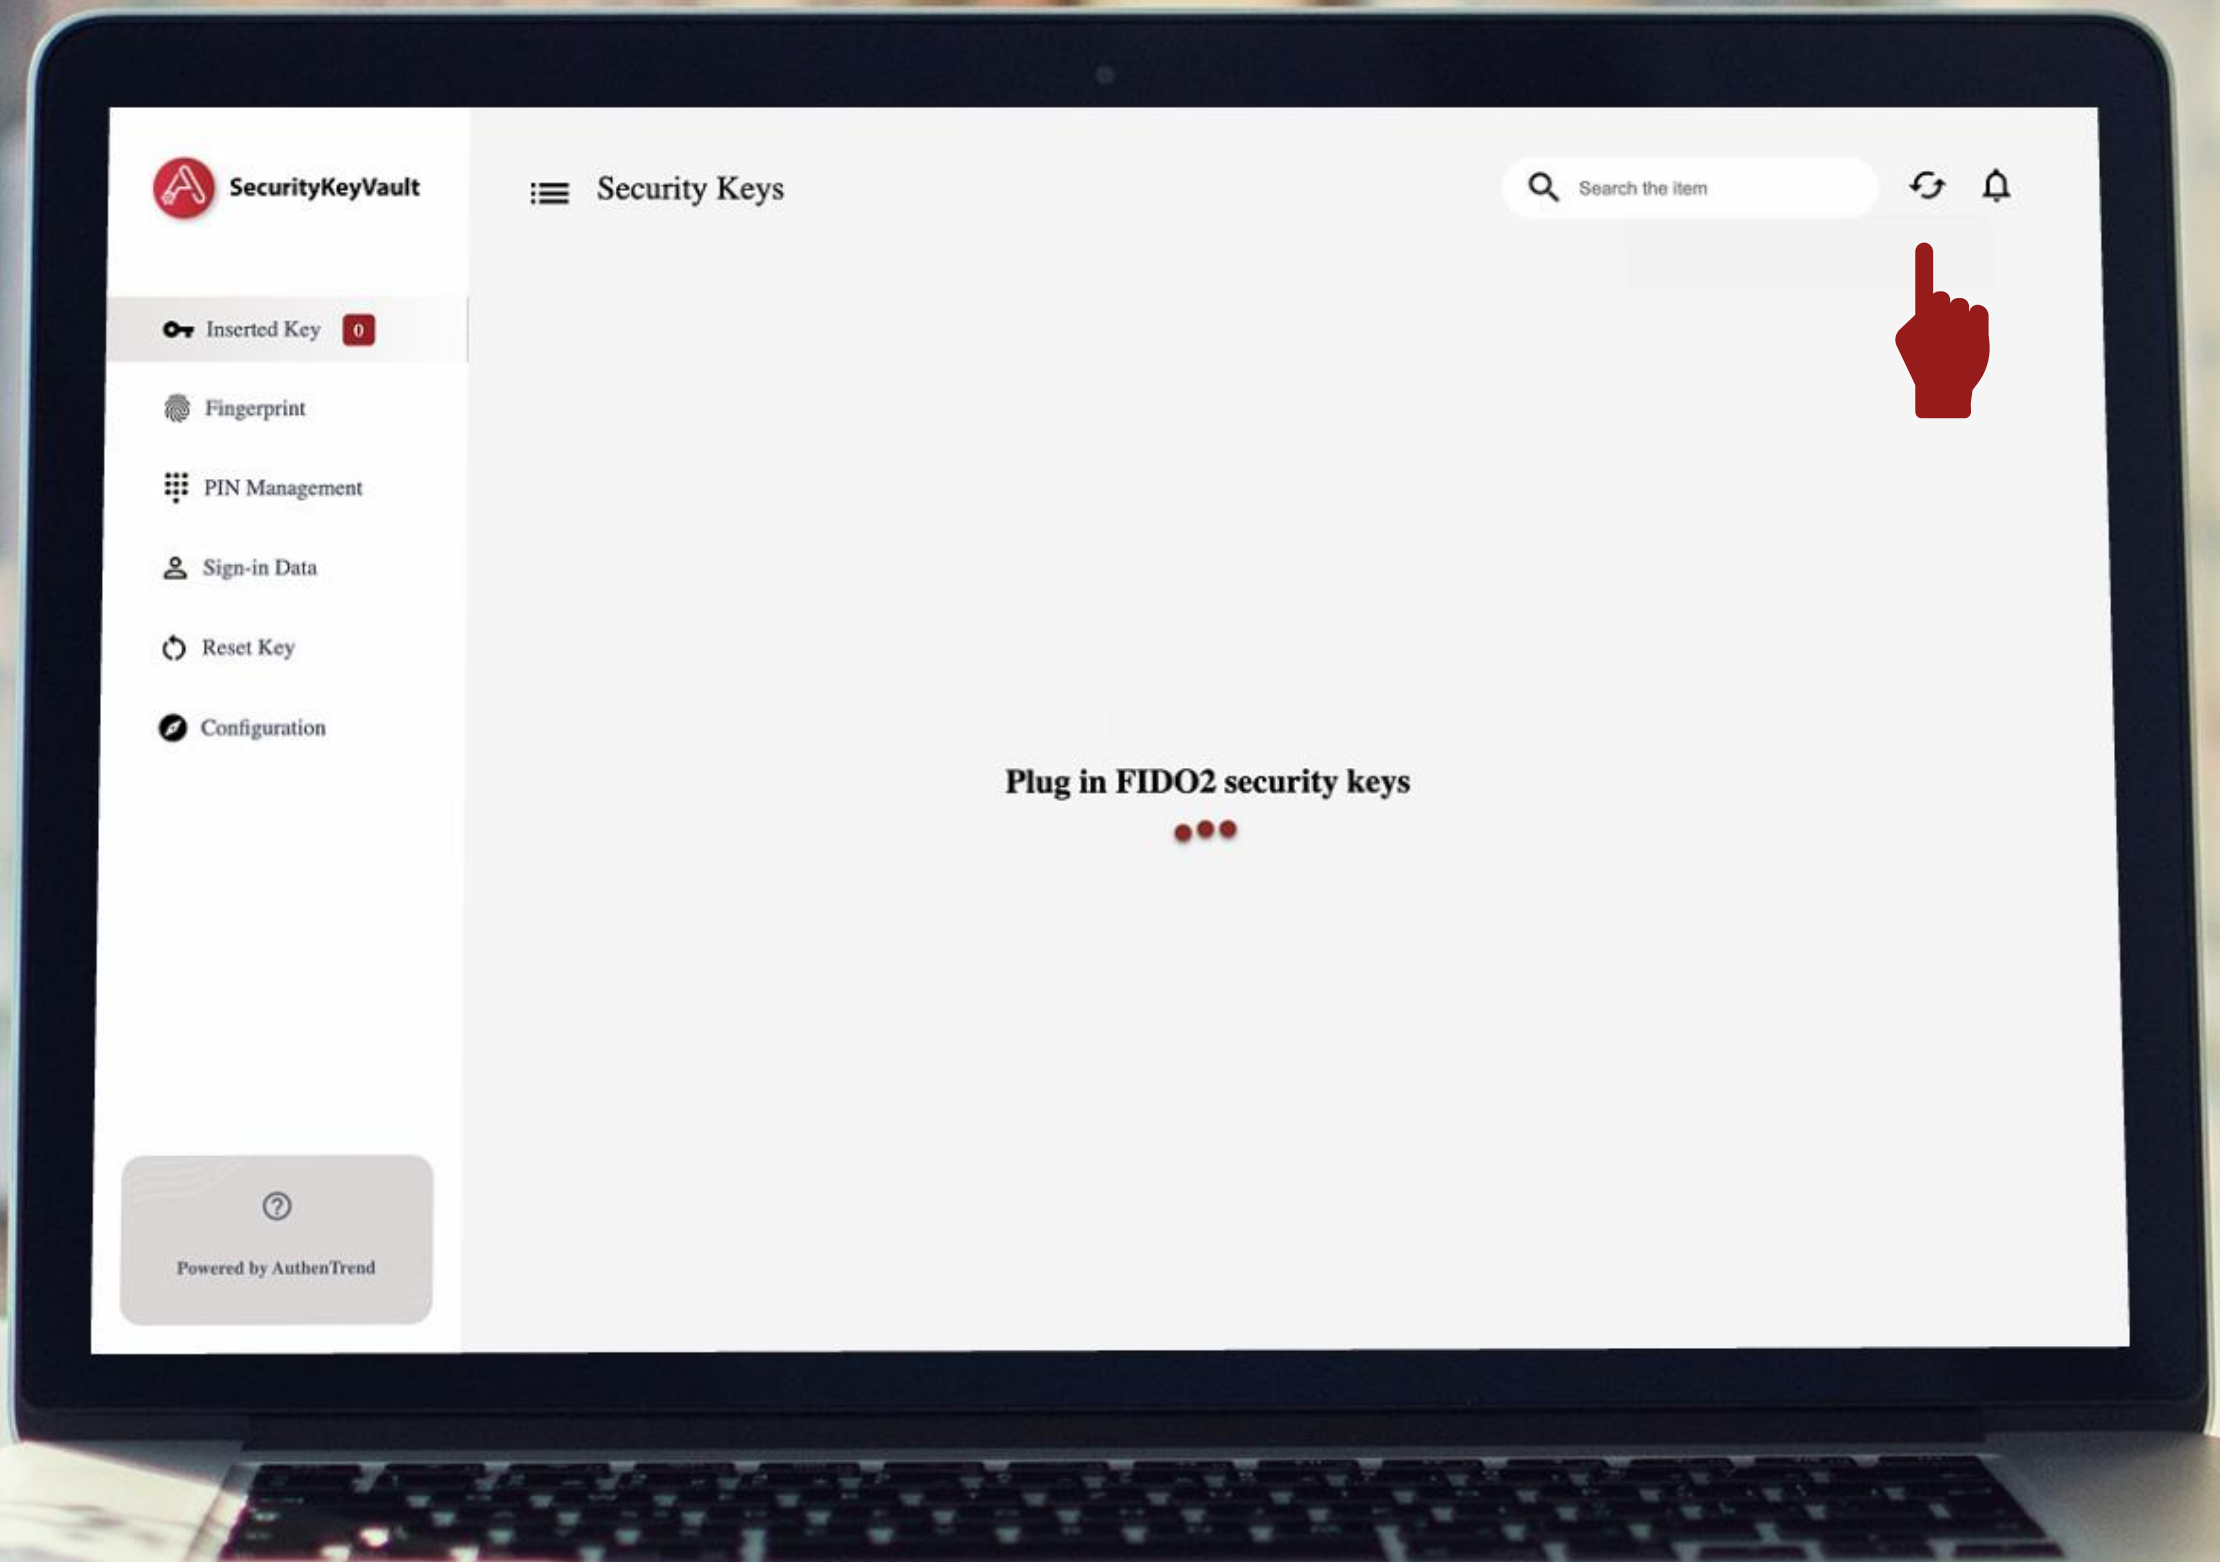 SecurityKeyVault
Security Keys
Search the item
Inserted Key 0
Fingerprint
PIN Management
Sign-in Data
Reset Key
Configuration
Plug in FIDO2 security keys
?
Powered by AuthenTrend